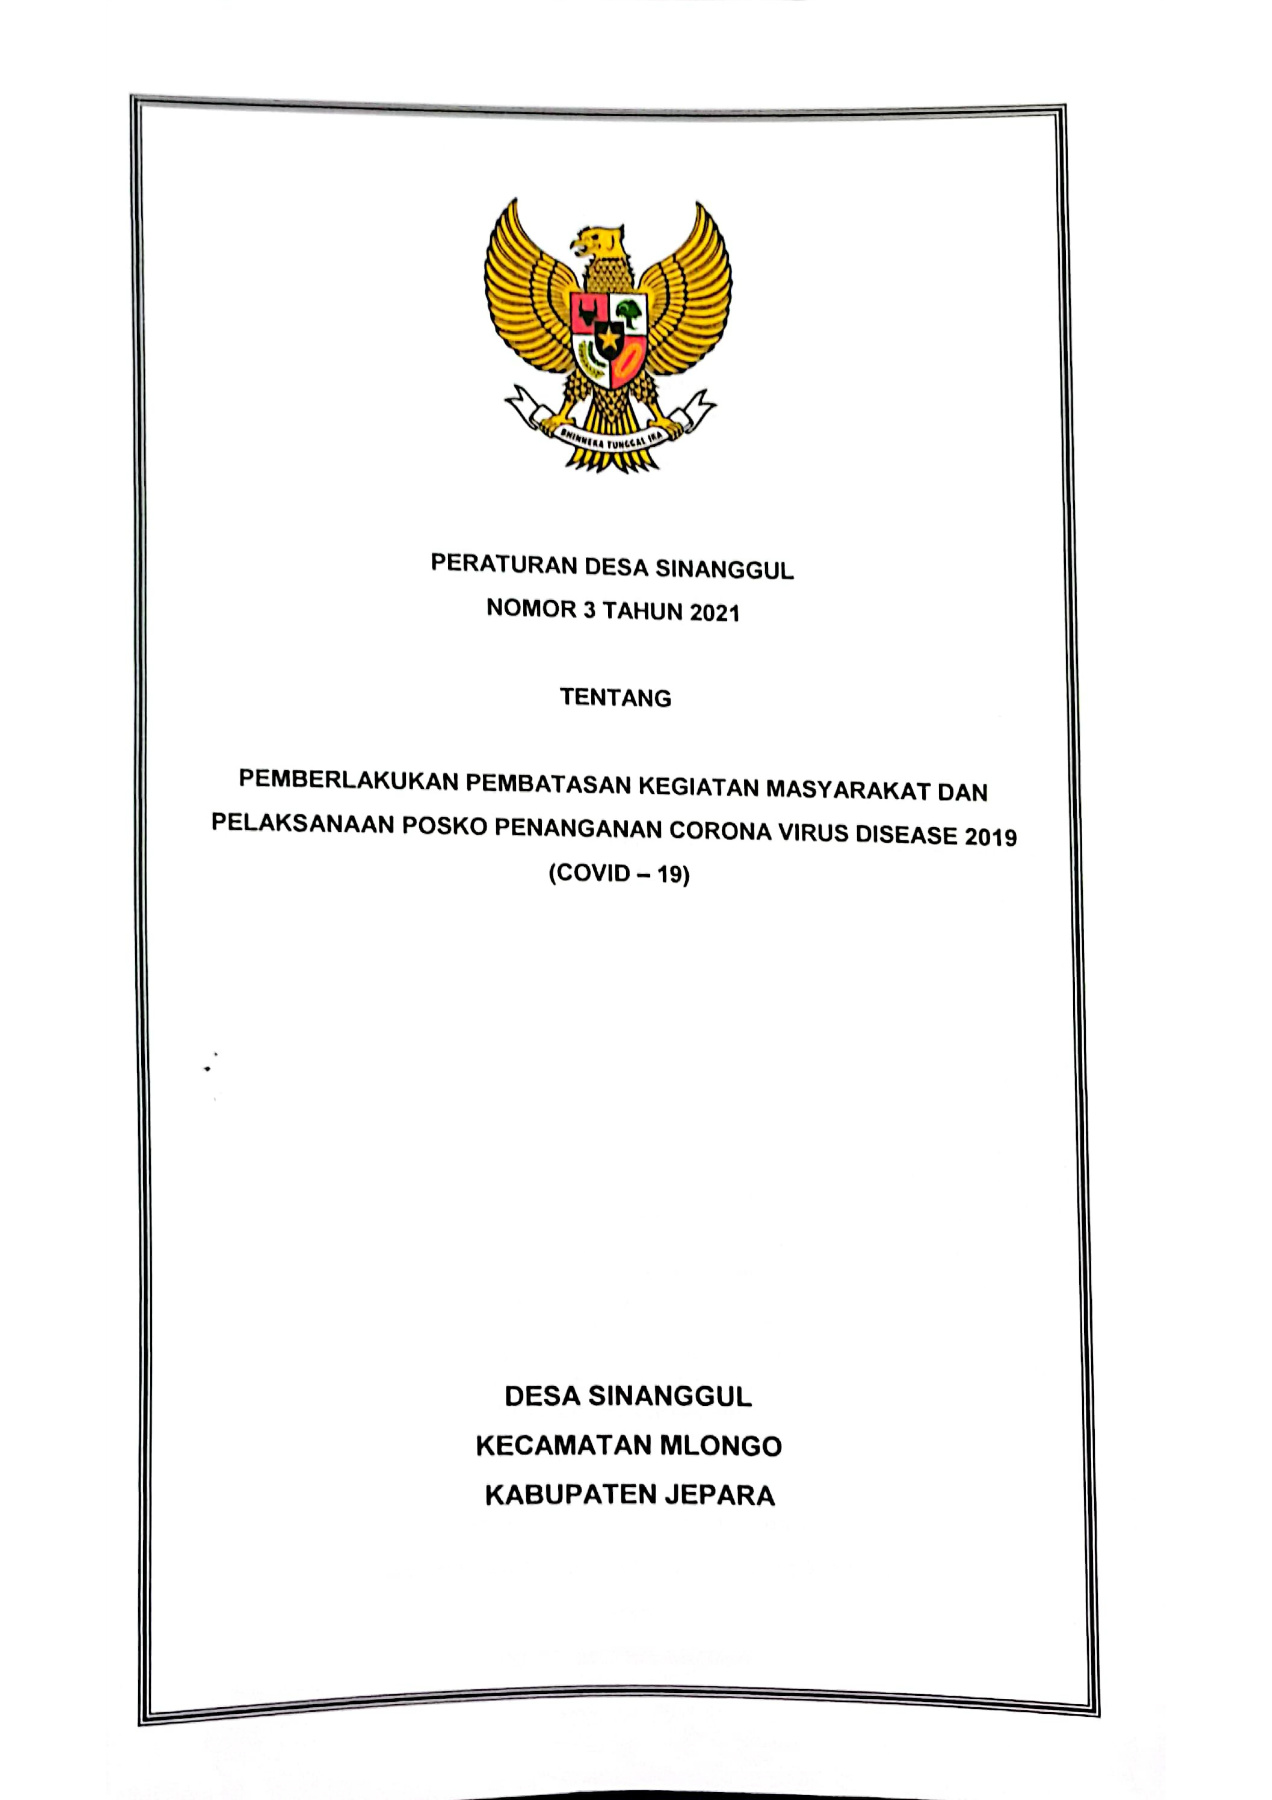 BHINNEKA TUNGGAL IKA
PERATURAN DESA SINANGGUL
NOMOR 3 TAHUN 2021
TENTANG
PEMBERLAKUKAN PEMBATASAN KEGIATAN MASYARAKAT DAN
PELAKSANAAN POSKO PENANGANAN CORONA VIRUS DISEASE 2019
(COVID – 19)
DESA SINANGGUL
KECAMATAN MLONGO
KABUPATEN JEPARA